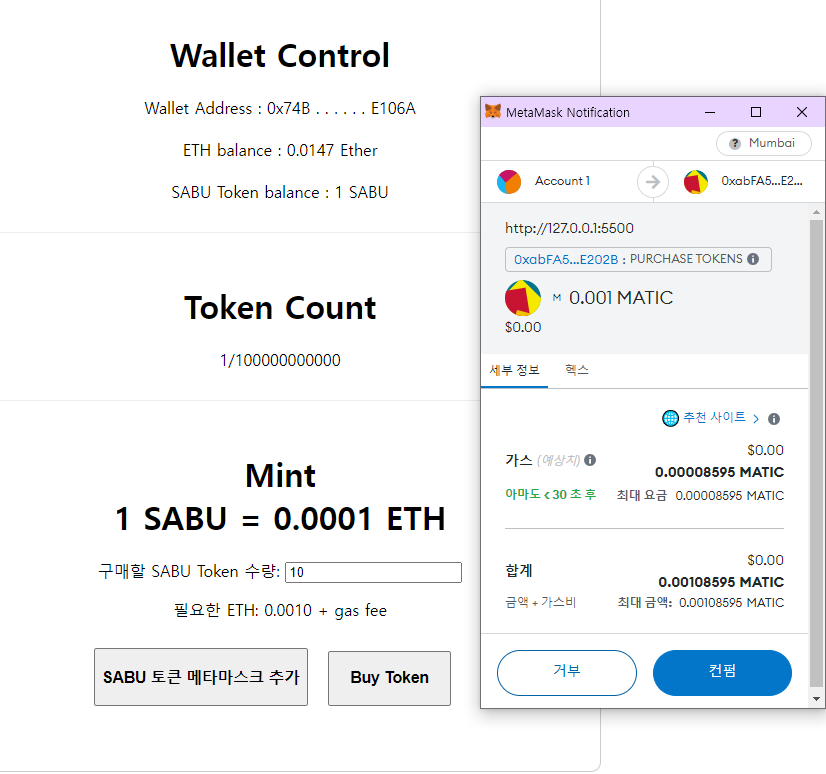 Wallet Control
Wallet Address : 0x74B . . . . . . E106A
ETH balance : 0.0147 Ether
SABU Token balance : 1 SABU
Token Count
1/100000000000
Mint
1 SABU = 0.0001 ETH
구매할 SABU Token 수량: 10
필요한 ETH: 0.0010 + gas fee
SABU 토큰 메타마스크 추가
Buy Token
MetaMask Notification
? Mumbai
Account 1
0xabFA5...E2...
http://127.0.0.1:5500
0xabFA5...E202B : PURCHASE TOKENS
M 0.001 MATIC
$0.00
세부 정보 헥스
추천 사이트 >
$0.00
가스 (예상치) 0.00008595 MATIC
아마도 < 30 초 후 최대 요금 0.00008595 MATIC
$0.00
합계 0.00108595 MATIC
금액 + 가스비 최대 금액: 0.00108595 MATIC
거부 컨펌